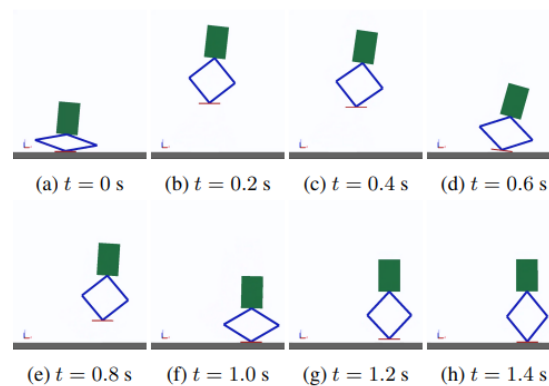 (a) t = 0 s
(b) t = 0.2 s
(c) t = 0.4 s
(d) t = 0.6 s
(e) t = 0.8 s
(f) t = 1.0 s
(g) t = 1.2 s
(h) t = 1.4 s